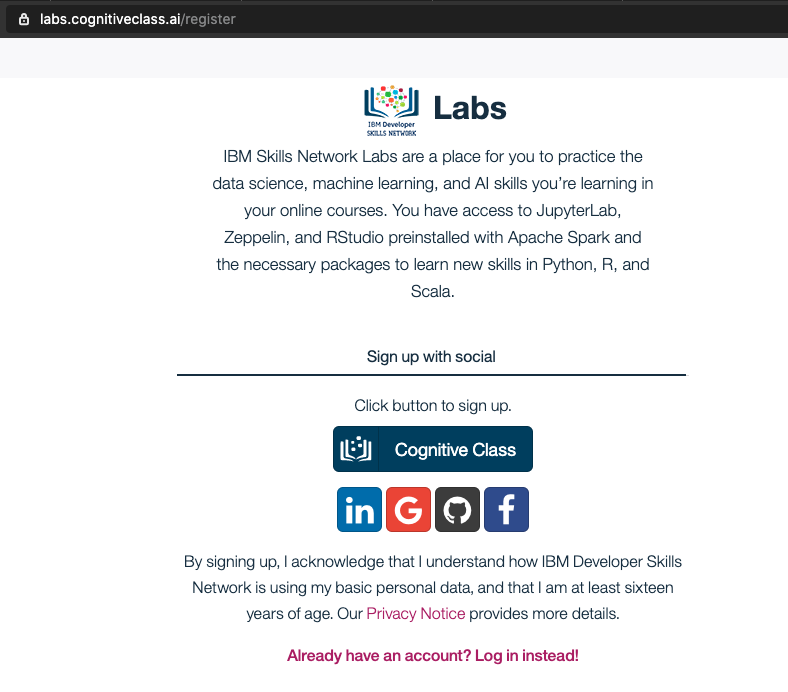 labs.cognitiveclass.ai/register
IBM Developer
SKILLS NETWORK
Labs
IBM Skills Network Labs are a place for you to practice the
data science, machine learning, and AI skills you’re learning in
your online courses. You have access to JupyterLab,
Zeppelin, and RStudio preinstalled with Apache Spark and
the necessary packages to learn new skills in Python, R, and
Scala.
Sign up with social
Click button to sign up.
Cognitive Class
in G f
By signing up, I acknowledge that I understand how IBM Developer Skills
Network is using my basic personal data, and that I am at least sixteen
years of age. Our Privacy Notice provides more details.
Already have an account? Log in instead!